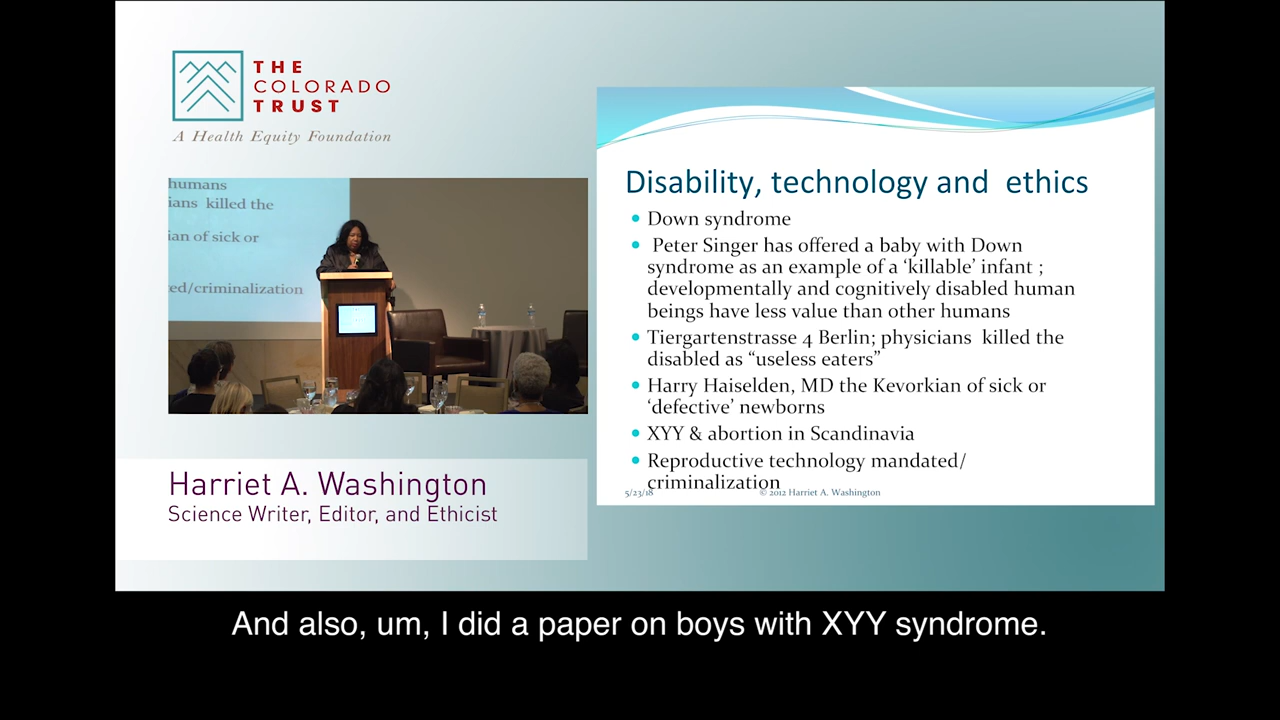 THE
COLORADO
TRUST
A Health Equity Foundation
humans
ians killed the
ian of sick or
ed/criminalization
Harriet A. Washington
Science Writer, Editor, and Ethicist
Disability, technology and ethics
• Down syndrome
• Peter Singer has offered a baby with Down
syndrome as an example of a ‘killable’ infant ;
developmentally and cognitively disabled human
beings have less value than other humans
• Tiergartenstrasse 4 Berlin; physicians killed the
disabled as “useless eaters”
• Harry Haiselden, MD the Kevorkian of sick or
‘defective’ newborns
• XYY & abortion in Scandinavia
• Reproductive technology mandated/
criminalization
5/23/18 © 2012 Harriet A. Washington
And also, um, I did a paper on boys with XYY syndrome.